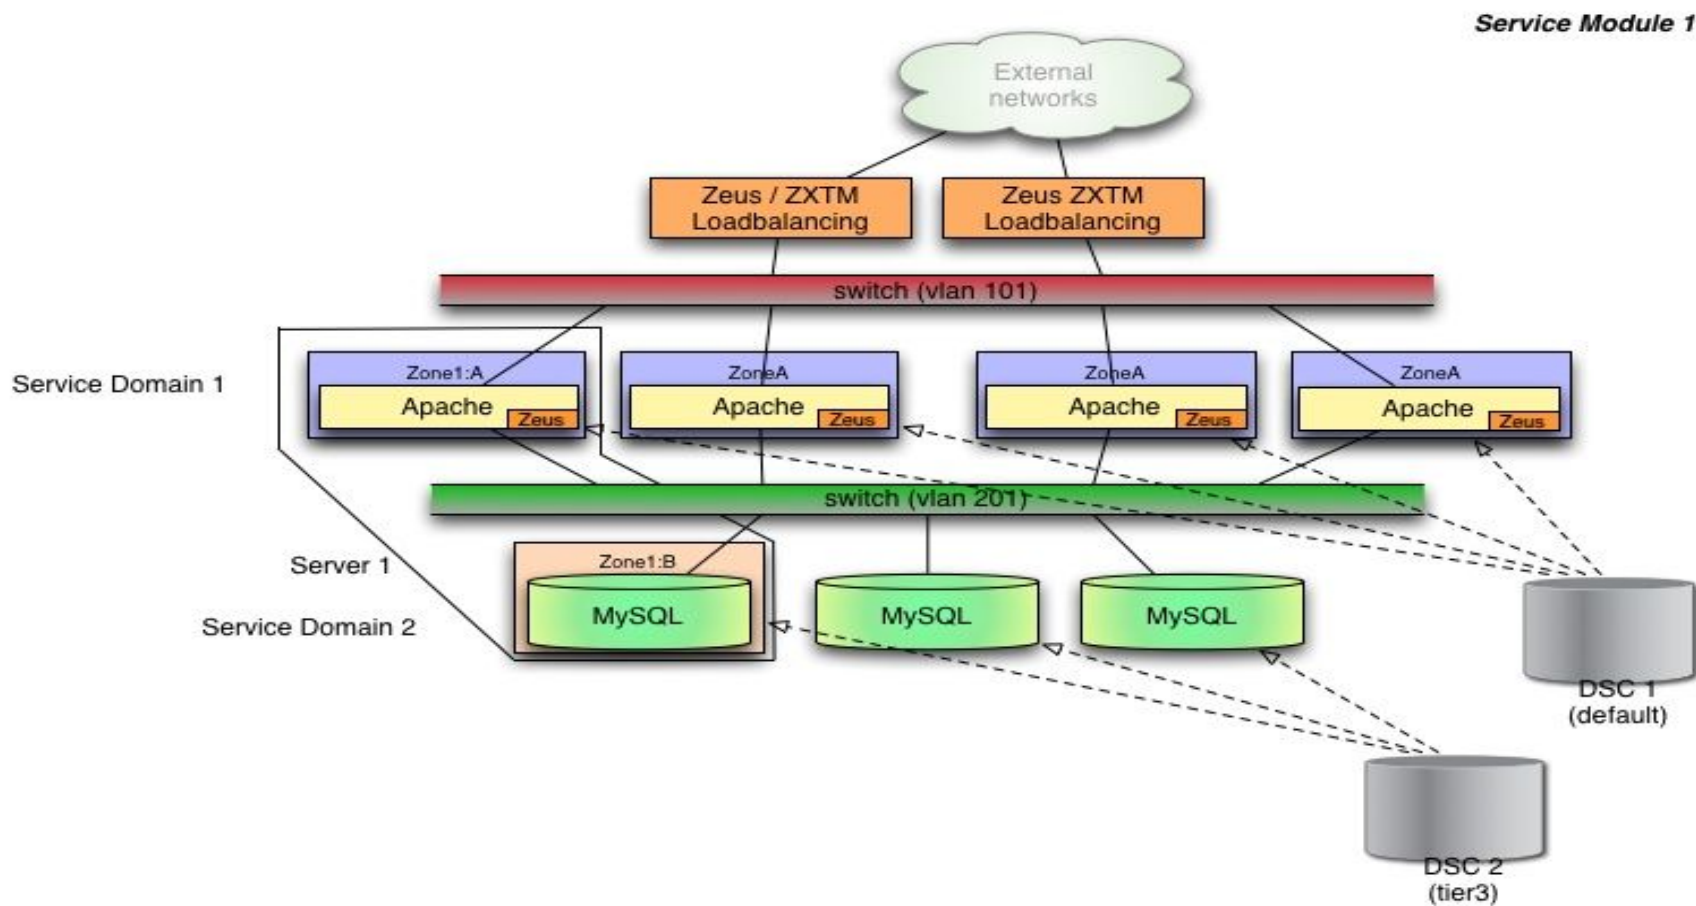 Service Module 1
External
networks
Zeus / ZXTM
Loadbalancing
Zeus ZXTM
Loadbalancing
switch (vlan 101)
Service Domain 1
Zone1:A
Apache
Zeus
ZoneA
Apache
Zeus
ZoneA
Apache
Zeus
ZoneA
Apache
Zeus
switch (vlan 201)
Server 1
Service Domain 2
Zone1:B
MySQL
MySQL
MySQL
DSC 1
(default)
DSC 2
(tier3)